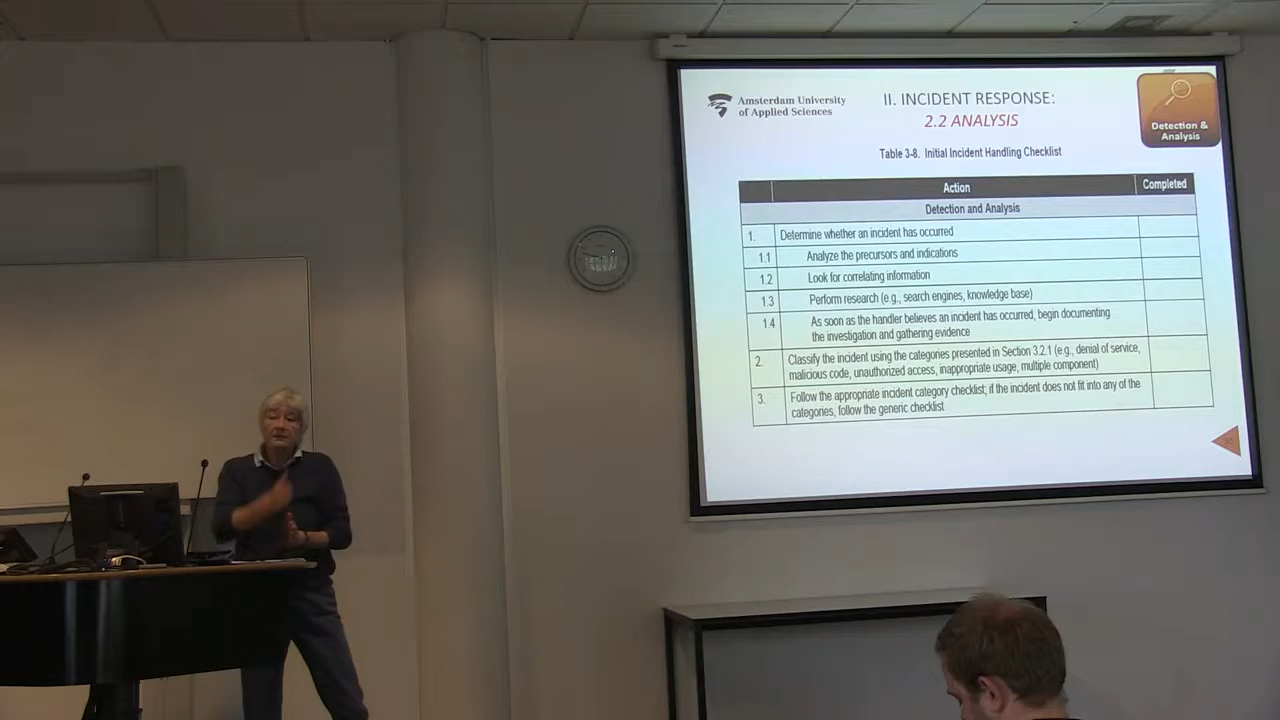 Amsterdam University
of Applied Sciences
II. INCIDENT RESPONSE:
2.2 ANALYSIS
Detection &
Analysis
Table 3-8. Initial Incident Handling Checklist
Action
Completed
Detection and Analysis
1. Determine whether an incident has occurred
1.1 Analyze the precursors and indications
1.2 Look for correlating information
1.3 Perform research (e.g., search engines, knowledge base)
1.4 As soon as the handler believes an incident has occurred, begin documenting
the investigation and gathering evidence
2. Classify the incident using the categories presented in Section 3.2.1 (e.g., denial of service,
malicious code, unauthorized access, inappropriate usage, multiple component)
3. Follow the appropriate incident category checklist; if the incident does not fit into any of the
categories, follow the generic checklist